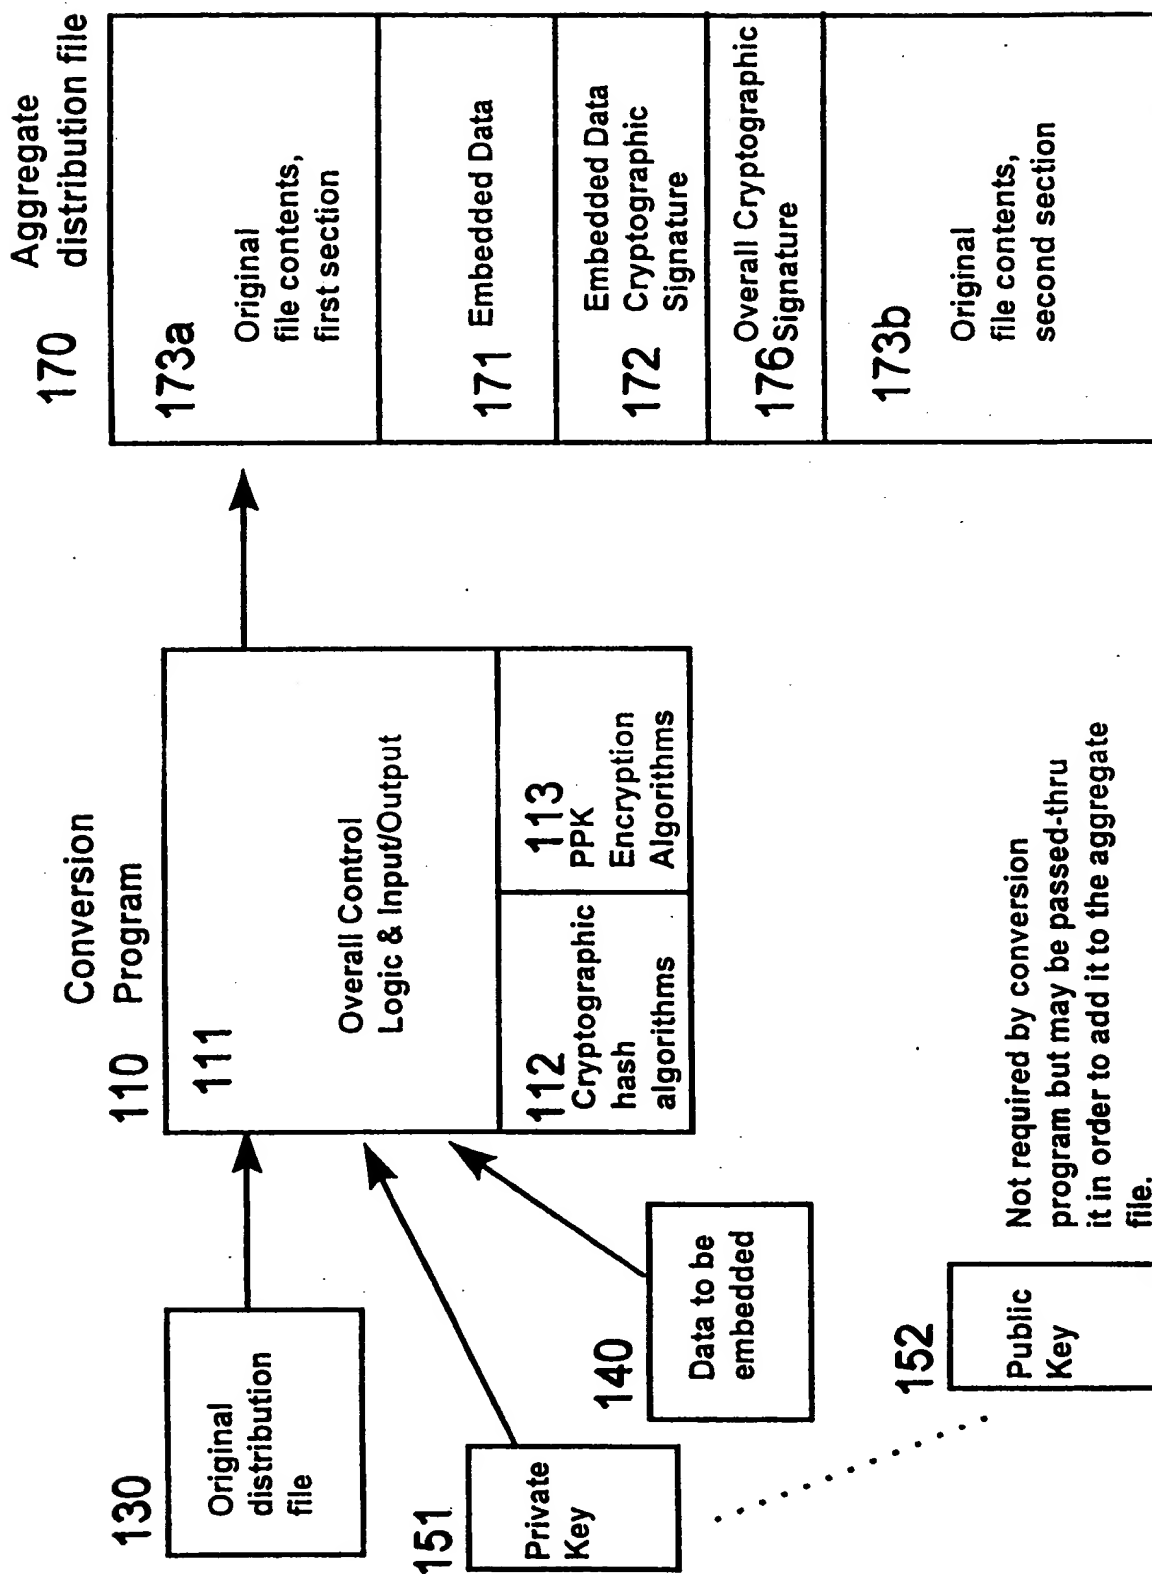 130
Original
distribution
file
151
Private
Key
140
Data to be
embedded
152
Public
Key
Not required by conversion
program but may be passed-thru
it in order to add it to the aggregate
file.
Conversion
110 Program
111
Overall Control
Logic & Input/Output
112
Cryptographic
hash
algorithms
113
PPK
Encryption
Algorithms
Aggregate
170 distribution file
173a
Original
file contents,
first section
171 Embedded Data
Embedded Data
172 Cryptographic
Signature
Overall Cryptographic
176 Signature
173b
Original
file contents,
second section